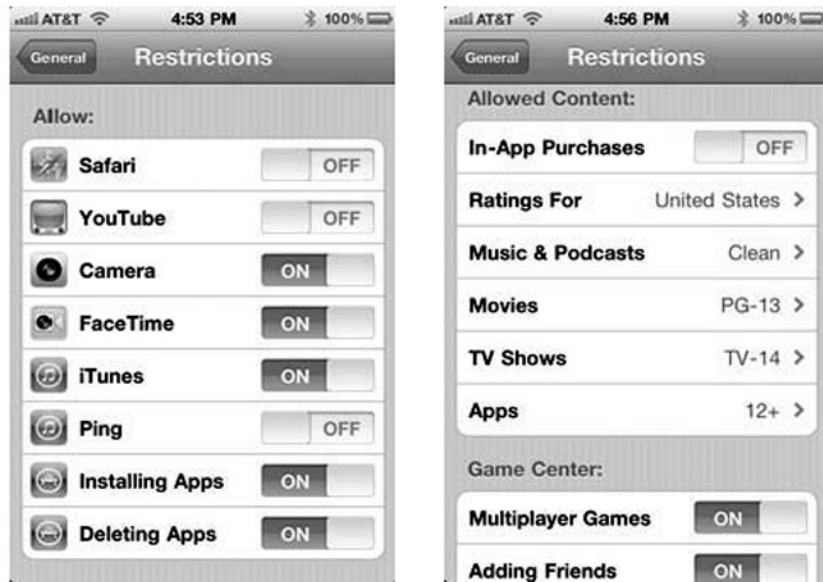 AT&T 4:53 PM 100%
General Restrictions
Allow:
Safari OFF
YouTube OFF
Camera ON
FaceTime ON
iTunes ON
Ping OFF
Installing Apps ON
Deleting Apps ON
AT&T 4:56 PM 100%
General Restrictions
Allowed Content:
In-App Purchases OFF
Ratings For United States >
Music & Podcasts Clean >
Movies PG-13 >
TV Shows TV-14 >
Apps 12+ >
Game Center:
Multiplayer Games ON
Adding Friends ON